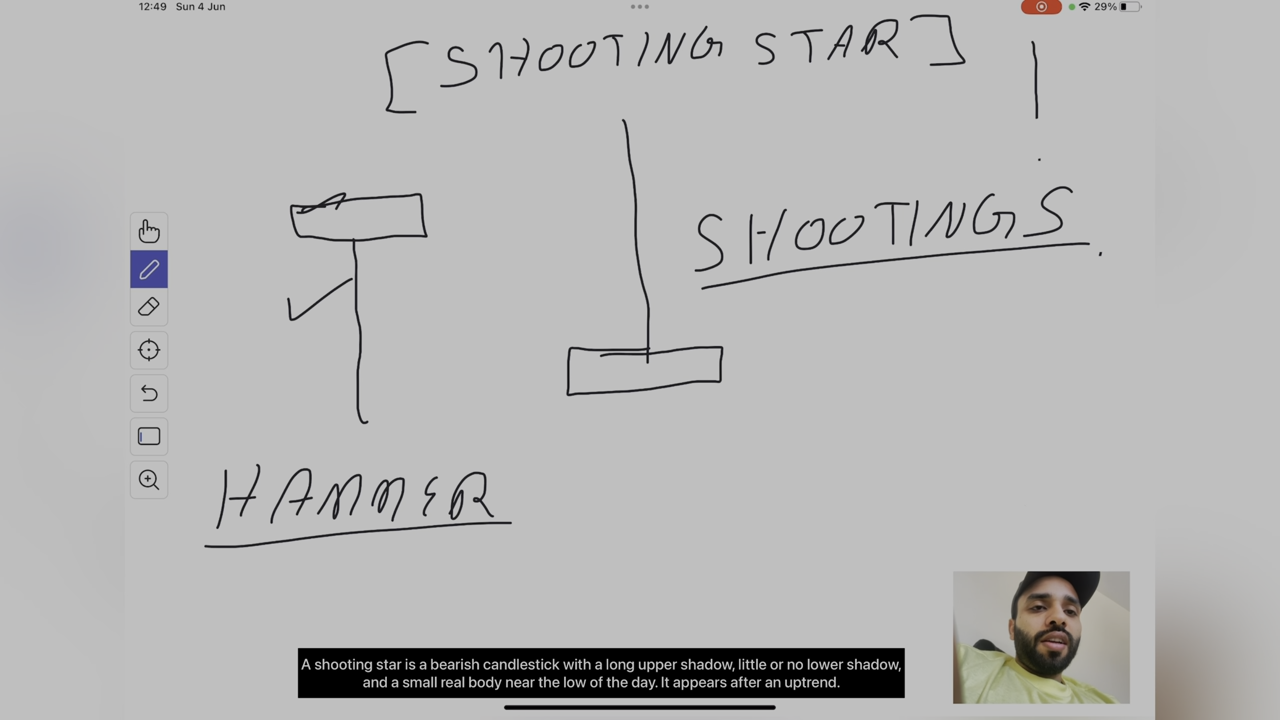 12:49 Sun 4 Jun
29%
[SHOOTING STAR]
SHOOTINGS
HAMMER
A shooting star is a bearish candlestick with a long upper shadow, little or no lower shadow,
and a small real body near the low of the day. It appears after an uptrend.